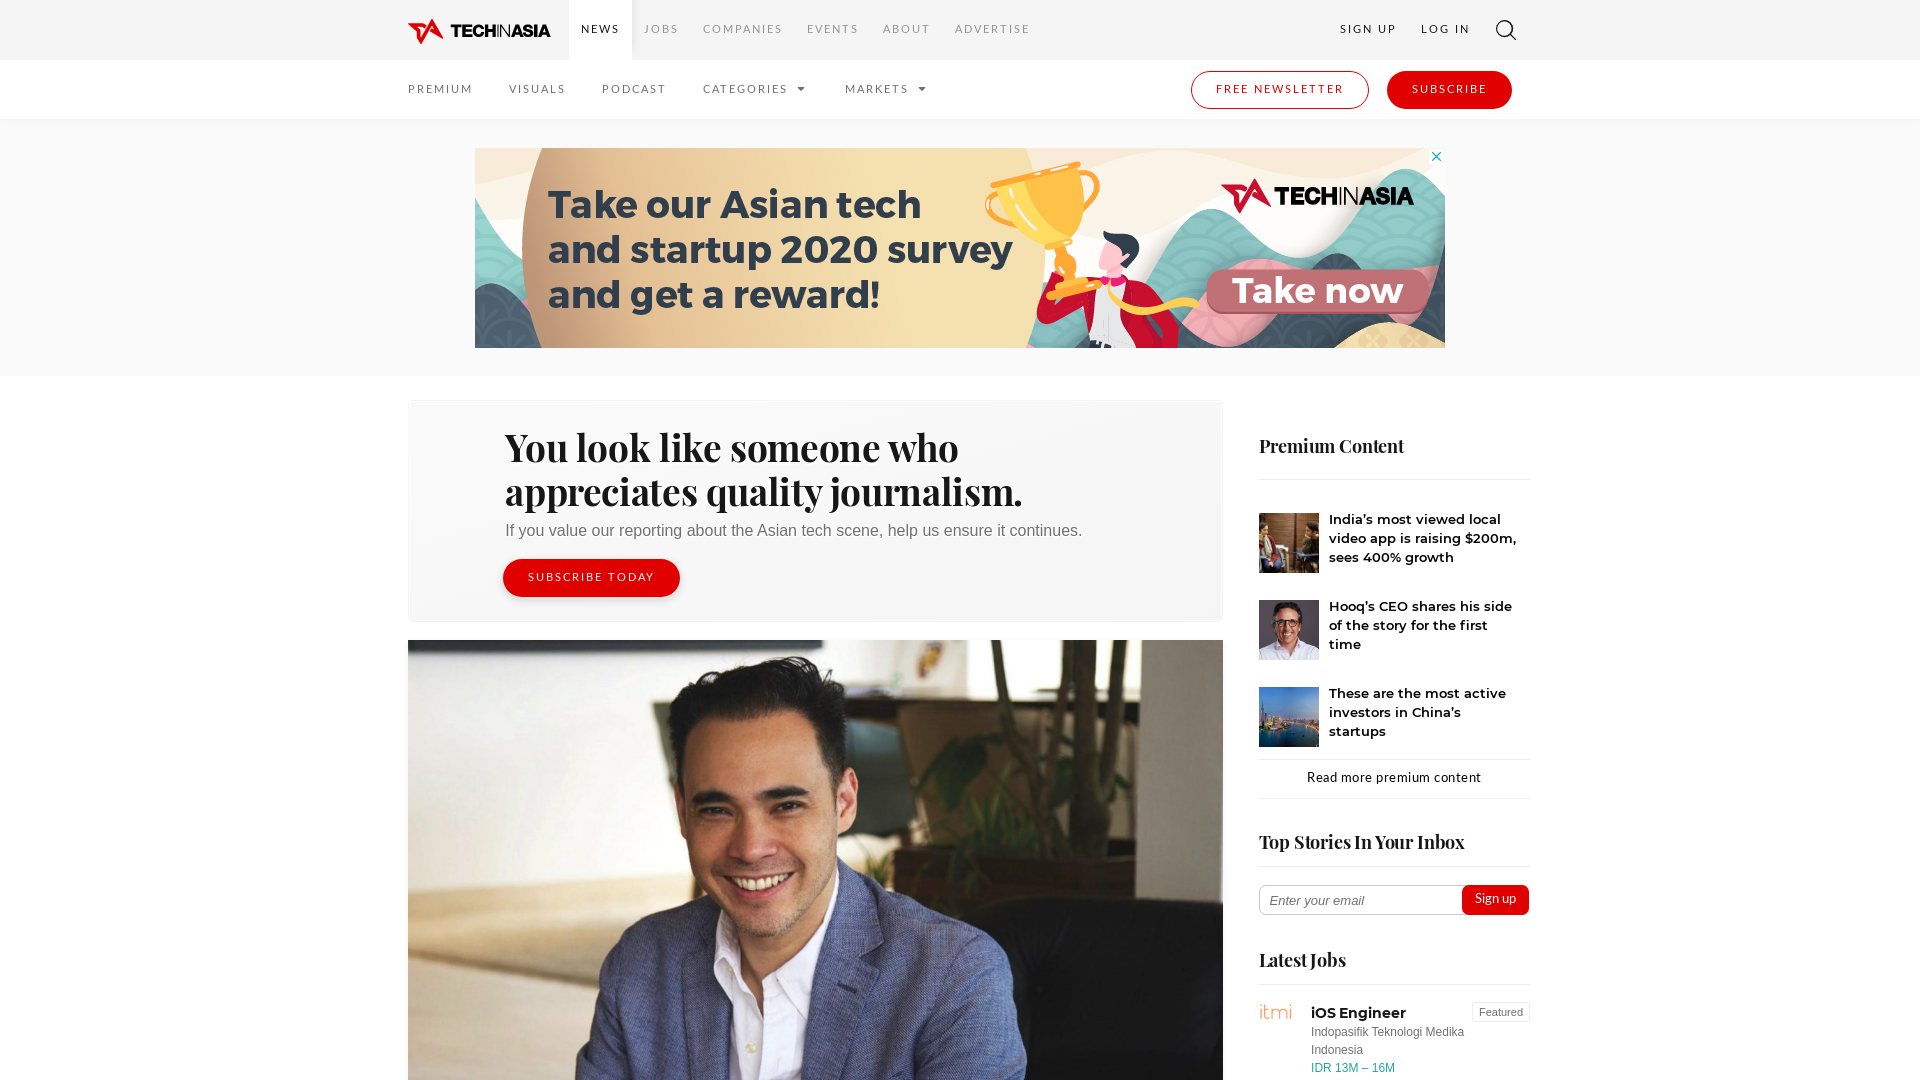 TECHINASIA
NEWS
JOBS
COMPANIES
EVENTS
ABOUT
ADVERTISE
SIGN UP
LOG IN
PREMIUM
VISUALS
PODCAST
CATEGORIES
MARKETS
FREE NEWSLETTER
SUBSCRIBE
Take our Asian tech
and startup 2020 survey
and get a reward!
TECHINASIA
Take now
You look like someone who
appreciates quality journalism.
If you value our reporting about the Asian tech scene, help us ensure it continues.
SUBSCRIBE TODAY
Premium Content
India’s most viewed local
video app is raising $200m,
sees 400% growth
Hooq’s CEO shares his side
of the story for the first
time
These are the most active
investors in China’s
startups
Read more premium content
Top Stories In Your Inbox
Enter your email
Sign up
Latest Jobs
itmi
iOS Engineer
Featured
Indopasifik Teknologi Medika
Indonesia
IDR 13M – 16M